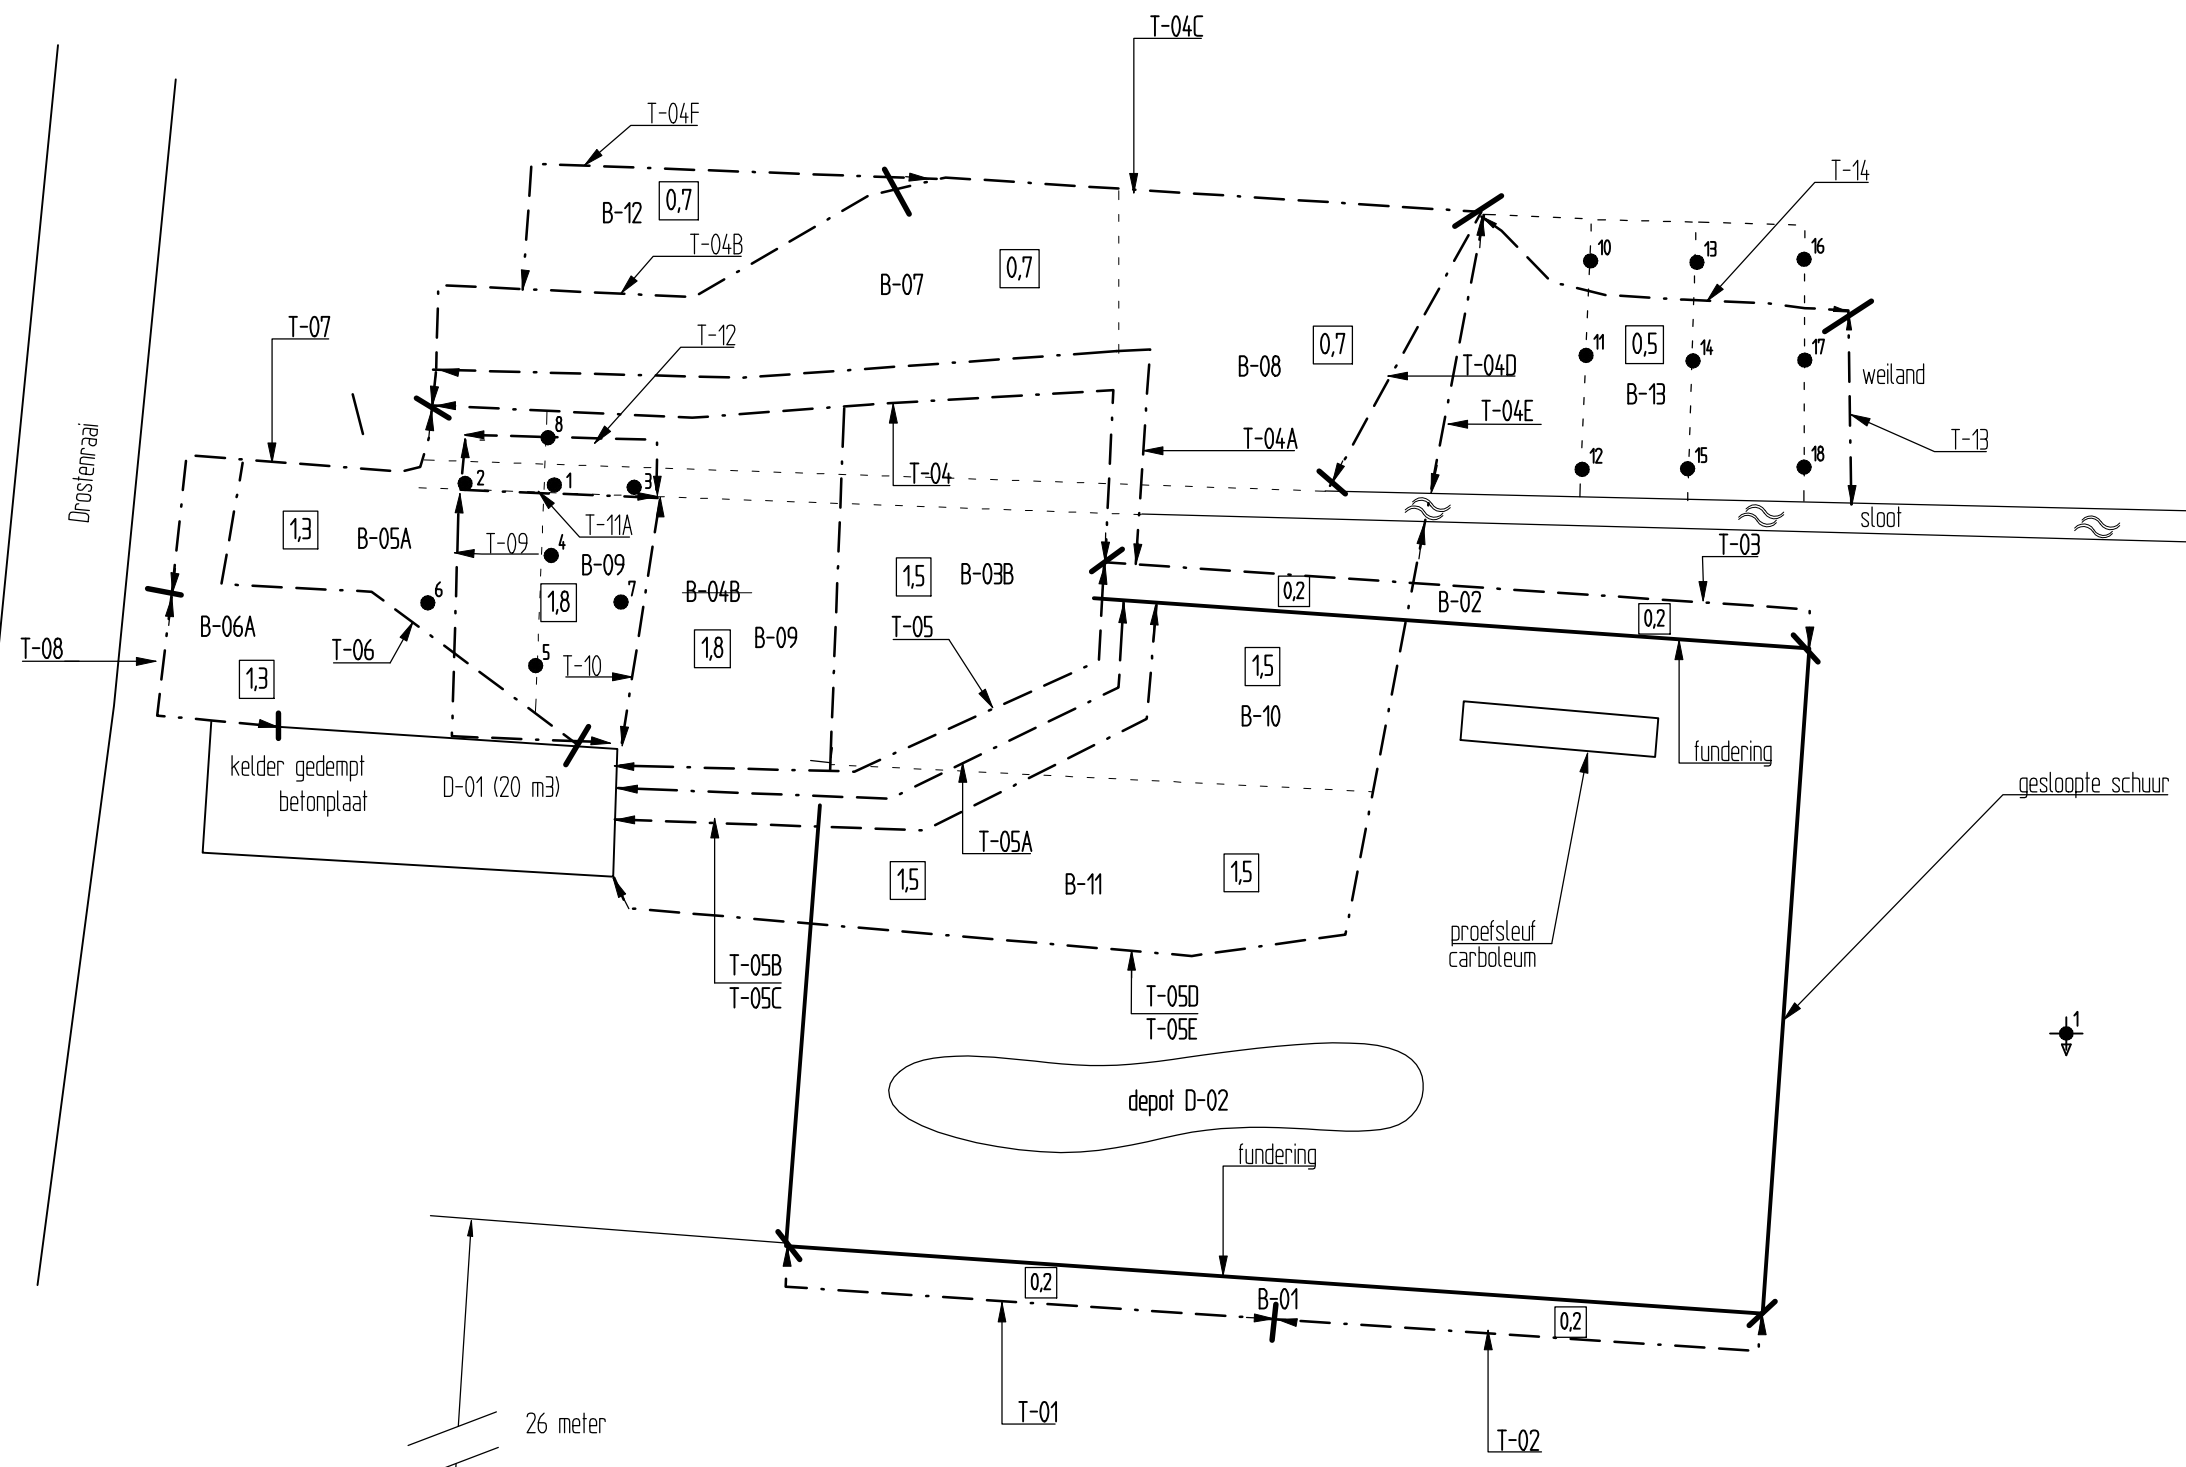 T-04C
T-04F
T-14
B-12
0,7
T-04B
10
13
16
B-07
0,7
T-07
T-12
B-08
0,7
11
0,5
14
17
T-04D
B-13
weiland
T-04E
Drostenraai
8
T-04A
T-13
12
15
18
T-04
2
1
3
1,3
B-05A
T-11A
sloot
T-09
4
B-09
T-03
1,5
B-03B
6
1,8
7
B-04B
0,2
B-02
0,2
B-06A
T-08
T-06
1,8
B-09
T-05
5
T-10
1,3
1,5
B-10
fundering
kelder gedempt
betonplaat
D-01 (20 m3)
gesloopte schuur
T-05A
1,5
B-11
1,5
proefsleuf
carboleum
T-05B
T-05C
T-05D
T-05E
1
depot D-02
fundering
0,2
B-01
0,2
T-01
26 meter
T-02